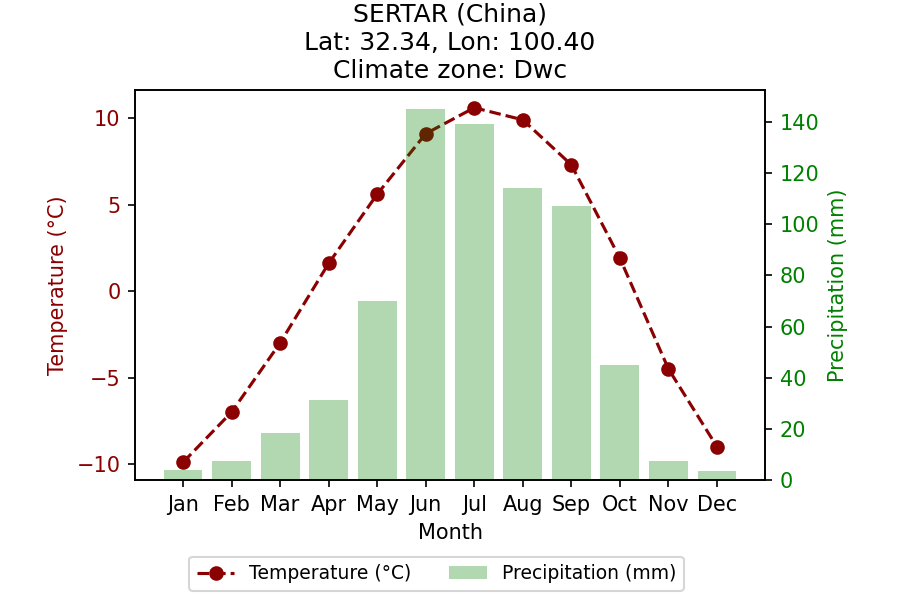 SERTAR (China)
Lat: 32.34, Lon: 100.40
Climate zone: Dwc
10
5
0
−5
−10
Temperature (°C)
140
120
100
80
60
40
20
0
Precipitation (mm)
Jan Feb Mar Apr May Jun Jul Aug Sep Oct Nov Dec
Month
Temperature (°C) Precipitation (mm)